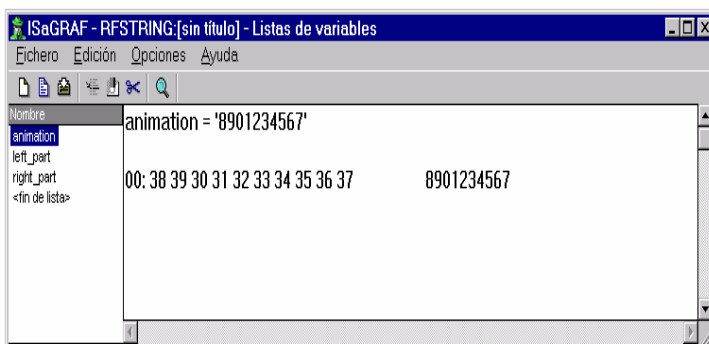 ISaGRAF - RFSTRING:[sin título] - Listas de variables
Fichero Edición Opciones Ayuda
Nombre
animation
left_part
right_part
<fin de lista>
animation = '8901234567'
00: 38 39 30 31 32 33 34 35 36 37 8901234567